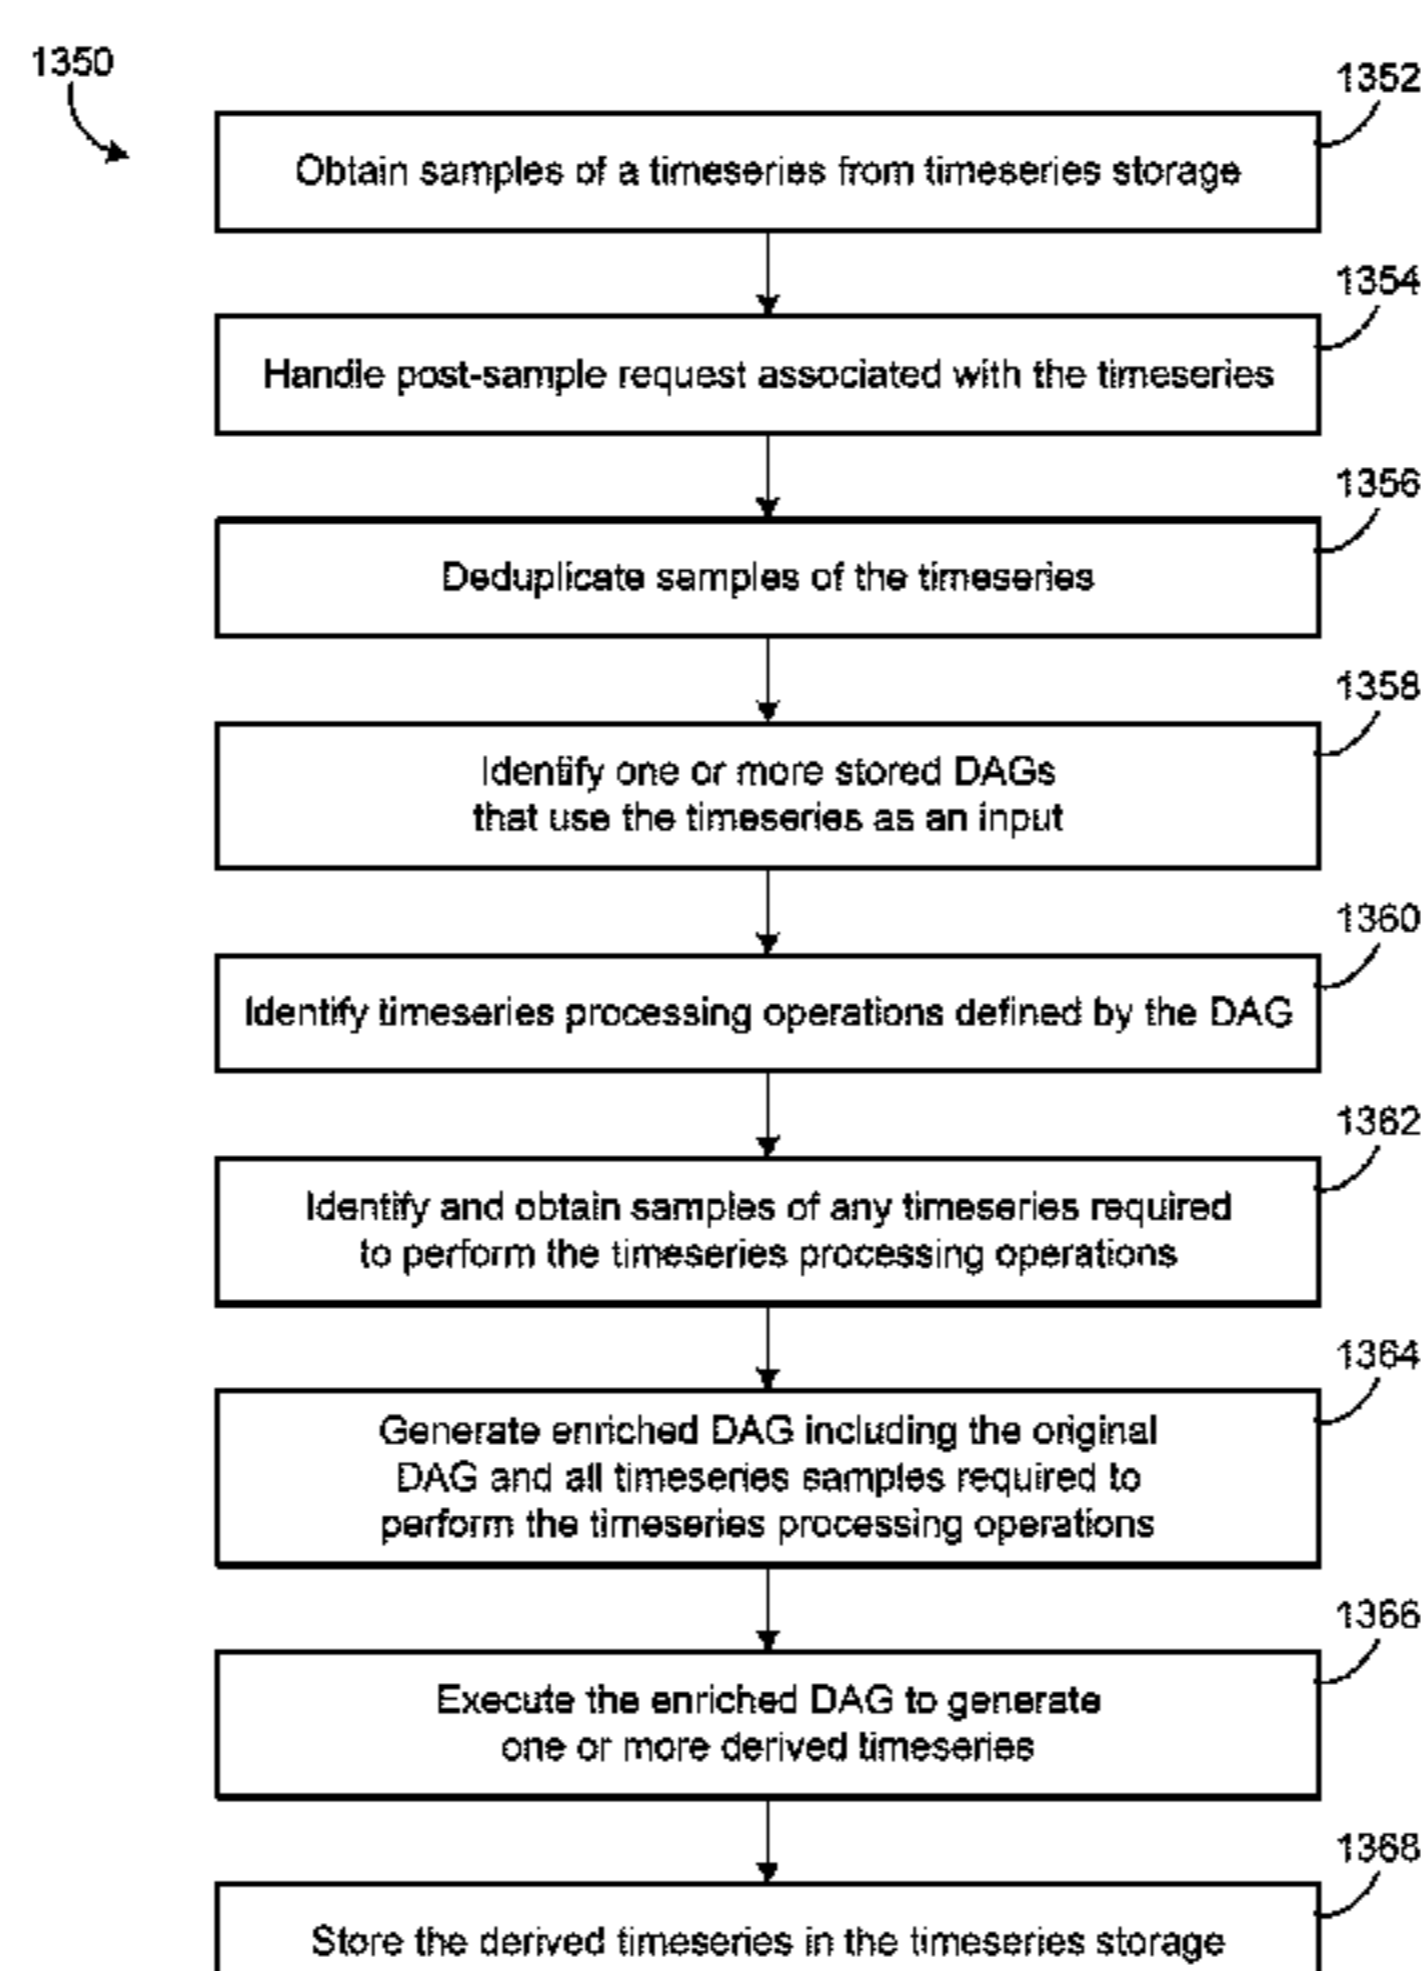 1350
1352
Obtain samples of a timeseries from timeseries storage
1354
Handle post-sample request associated with the timeseries
1356
Deduplicate samples of the timeseries
1358
Identify one or more stored DAGs
that use the timeseries as an input
1360
Identify timeseries processing operations defined by the DAG
1362
Identify and obtain samples of any timeseries required
to perform the timeseries processing operations
1364
Generate enriched DAG including the original
DAG and all timeseries samples required to
perform the timeseries processing operations
1366
Execute the enriched DAG to generate
one or more derived timeseries
1368
Store the derived timeseries in the timeseries storage